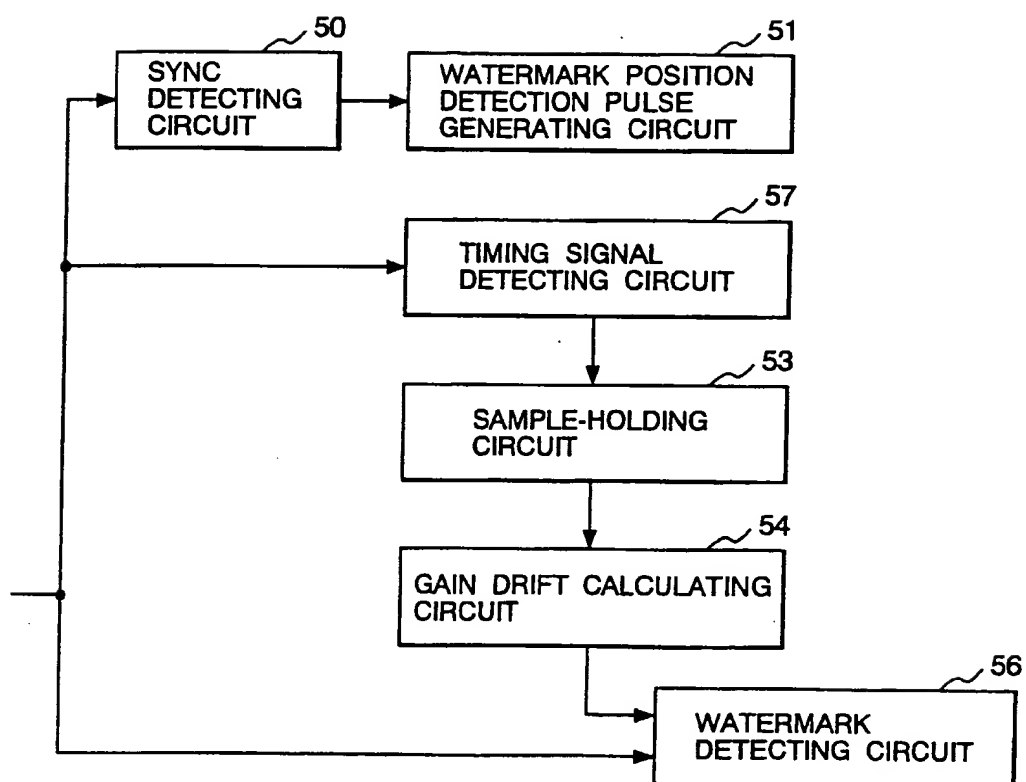 50
SYNC
DETECTING
CIRCUIT
51
WATERMARK POSITION
DETECTION PULSE
GENERATING CIRCUIT
57
TIMING SIGNAL
DETECTING CIRCUIT
53
SAMPLE-HOLDING
CIRCUIT
54
GAIN DRIFT CALCULATING
CIRCUIT
56
WATERMARK
DETECTING CIRCUIT